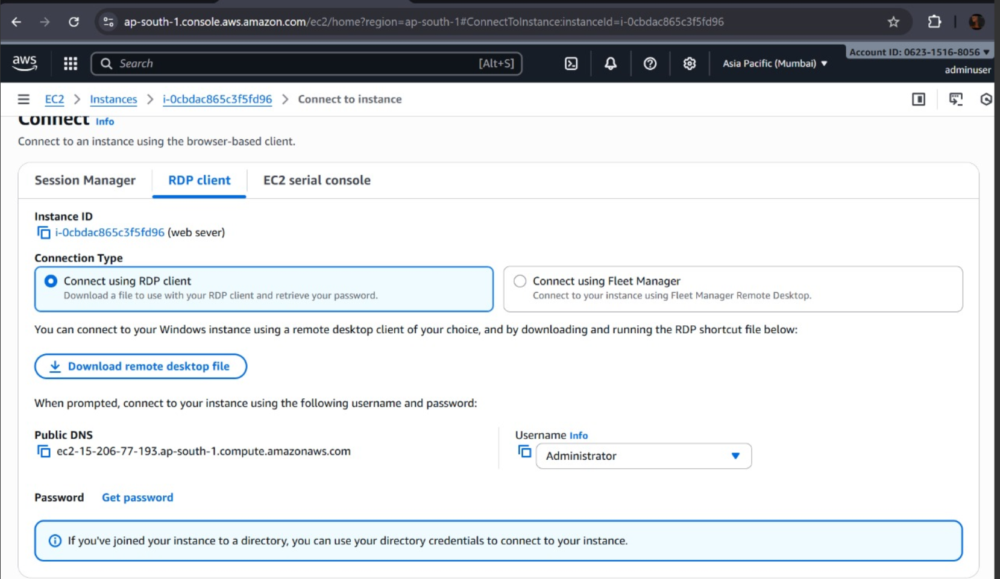 ap-south-1.console.aws.amazon.com/ec2/home?region=ap-south-1#ConnectToInstance:instanceId=i-0cbdac865c3f5fd96
aws
Search [Alt+S]
Asia Pacific (Mumbai)
Account ID: 0623-1516-8056
adminuser
EC2 > Instances > i-0cbdac865c3f5fd96 > Connect to instance
Connect Info
Connect to an instance using the browser-based client.
Session Manager RDP client EC2 serial console
Instance ID
i-0cbdac865c3f5fd96 (web sever)
Connection Type
Connect using RDP client
Download a file to use with your RDP client and retrieve your password.
Connect using Fleet Manager
Connect to your instance using Fleet Manager Remote Desktop.
You can connect to your Windows instance using a remote desktop client of your choice, and by downloading and running the RDP shortcut file below:
Download remote desktop file
When prompted, connect to your instance using the following username and password:
Public DNS
ec2-15-206-77-193.ap-south-1.compute.amazonaws.com
Username Info
Administrator
Password Get password
If you've joined your instance to a directory, you can use your directory credentials to connect to your instance.